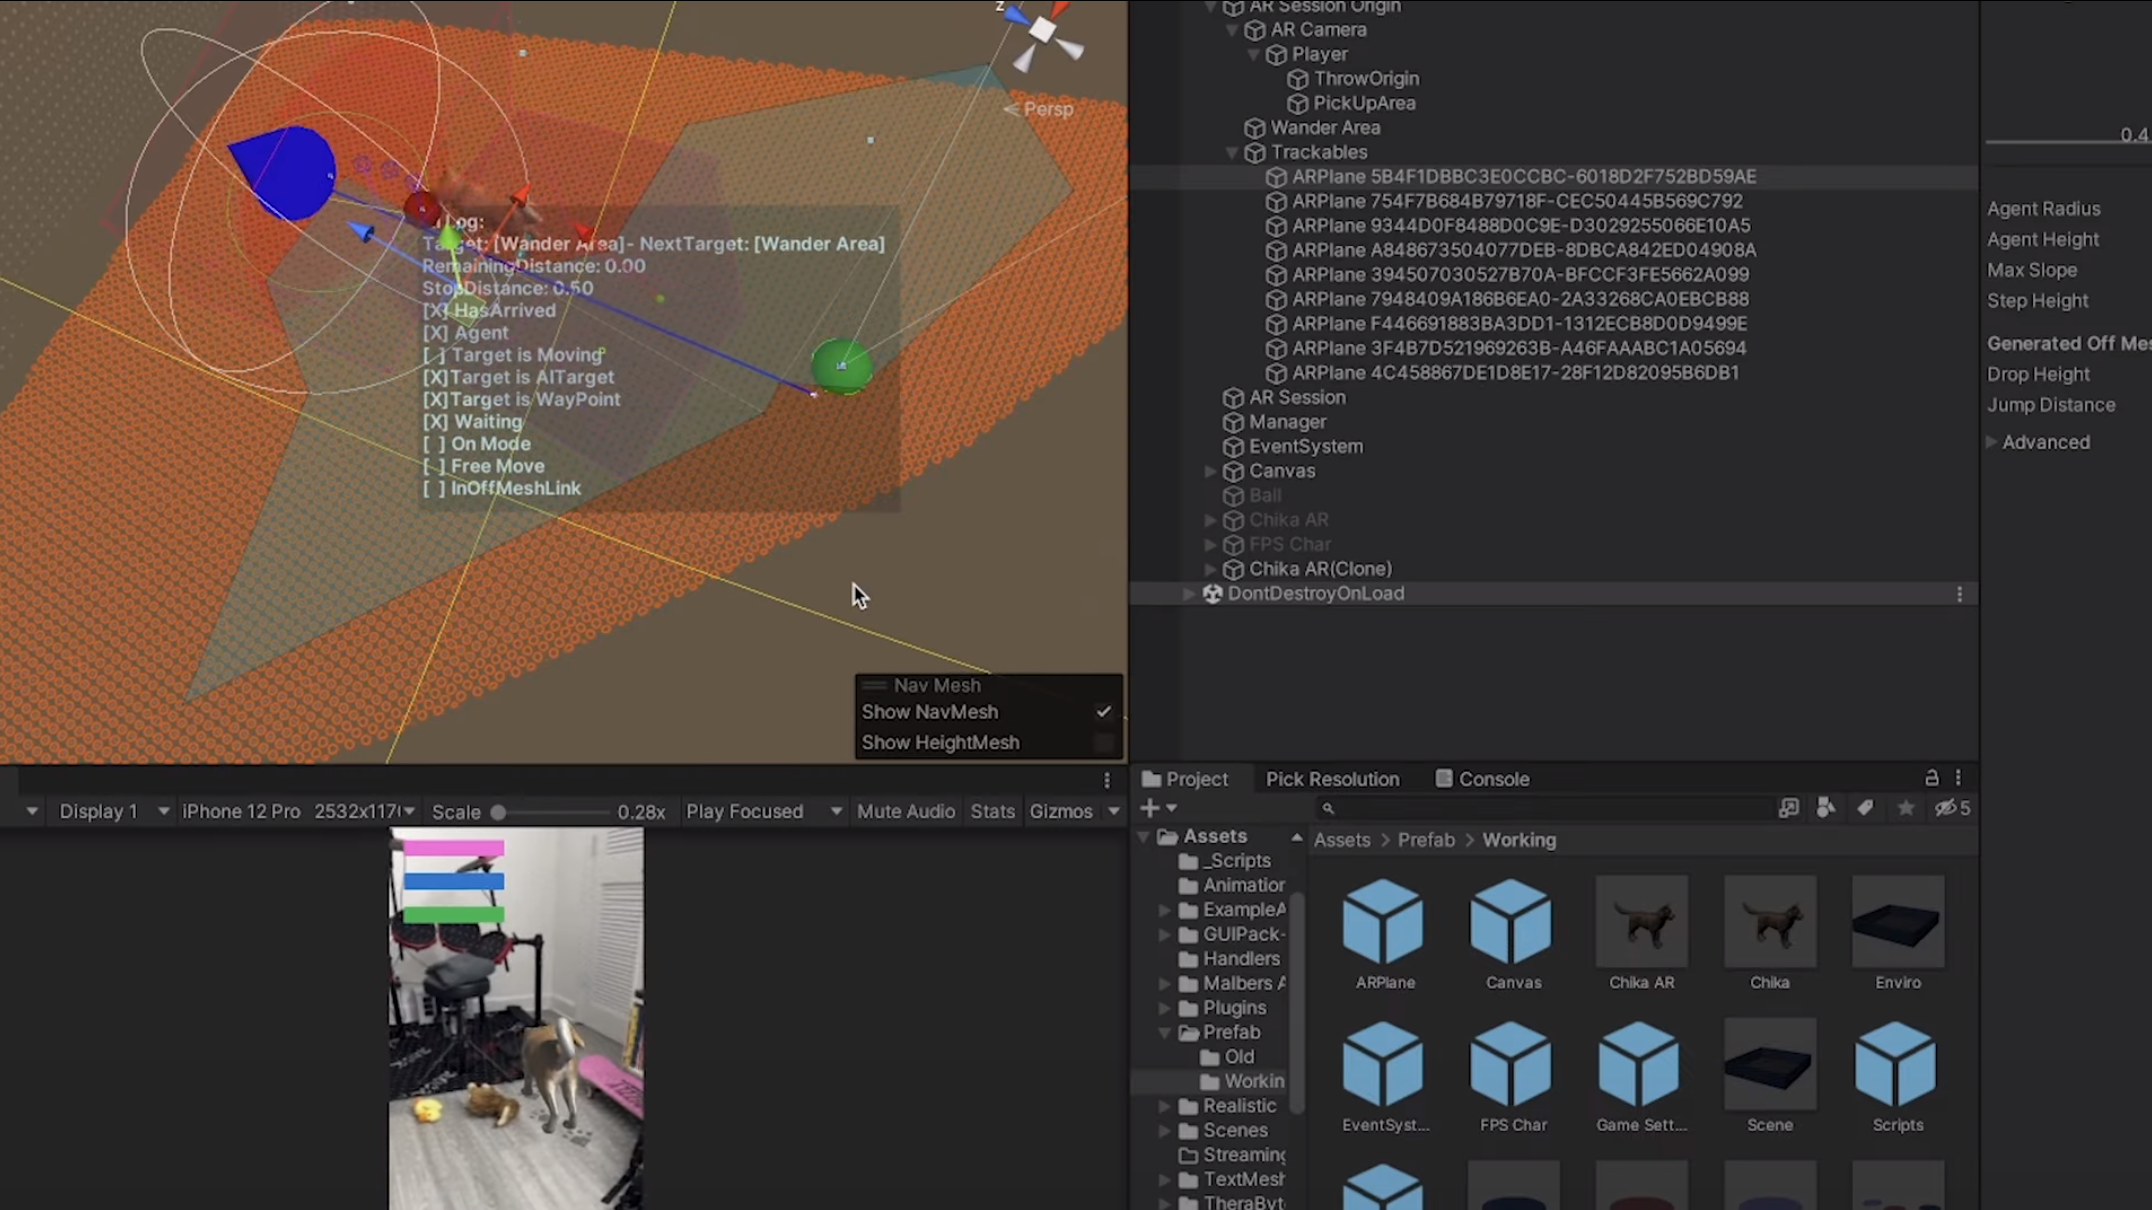 z
< Persp
Log:
Target: [Wander Area]- NextTarget: [Wander Area]
RemainingDistance: 0.00
StopDistance: 0.50
[X] HasArrived
[X] Agent
[ ] Target is Moving
[X]Target is AITarget
[X]Target is WayPoint
[X] Waiting
[ ] On Mode
[ ] Free Move
[ ] InOffMeshLink
Nav Mesh
Show NavMesh
Show HeightMesh
AR Session Origin
AR Camera
Player
ThrowOrigin
PickUpArea
Wander Area
Trackables
ARPlane 5B4F1DBBC3E0CCBC-6018D2F752BD59AE
ARPlane 754F7B684B79718F-CEC50445B569C792
ARPlane 9344D0F8488D0C9E-D3029255066E10A5
ARPlane A848673504077DEB-8DBCA842ED04908A
ARPlane 394507030527B70A-BFCCF3FE5662A099
ARPlane 7948409A186B6EA0-2A33268CA0EBCB88
ARPlane F446691883BA3DD1-1312ECB8D0D9499E
ARPlane 3F4B7D521969263B-A46FAAABC1A05694
ARPlane 4C458867DE1D8E17-28F12D82095B6DB1
AR Session
Manager
EventSystem
Canvas
Ball
Chika AR
FPS Char
Chika AR(Clone)
DontDestroyOnLoad
0.4
Agent Radius
Agent Height
Max Slope
Step Height
Generated Off Mes
Drop Height
Jump Distance
Advanced
Display 1 iPhone 12 Pro 2532x117 Scale 0.28x Play Focused Mute Audio Stats Gizmos
Project Pick Resolution Console
5
Assets
_Scripts
Animation
ExampleA
GUIPack-
Handlers
Malbers A
Plugins
Prefab
Old
Workin
Realistic
Scenes
Streaming
TextMesh
TheraByt
Assets > Prefab > Working
ARPlane Canvas Chika AR Chika Enviro
EventSyst... FPS Char Game Sett... Scene Scripts